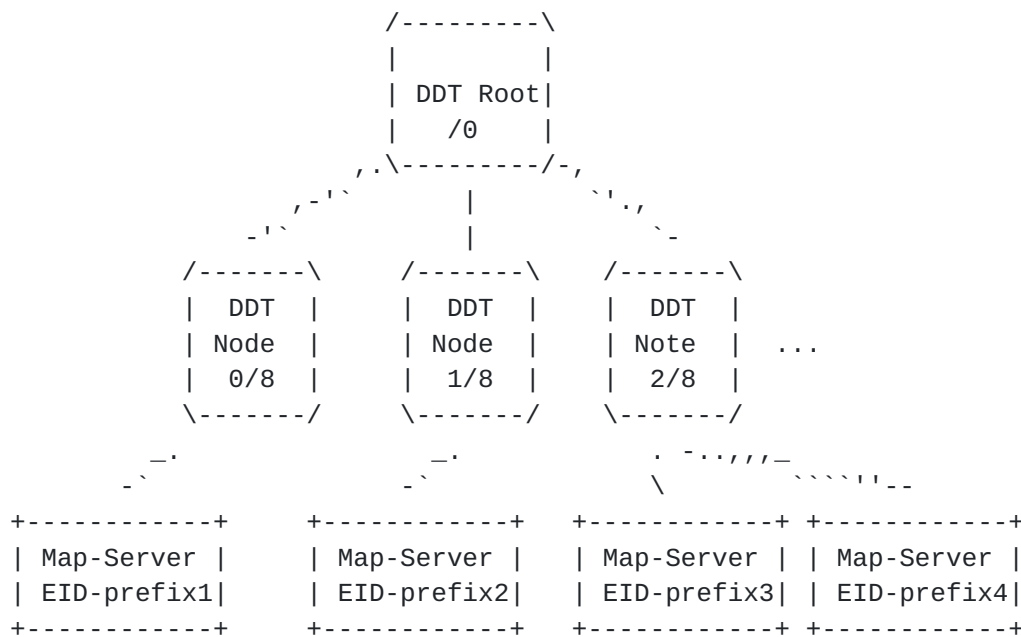 DDT Root
/0
DDT DDT DDT
Node Node Note ...
0/8 1/8 2/8
Map-Server Map-Server Map-Server Map-Server
EID-prefix1 EID-prefix2 EID-prefix3 EID-prefix4